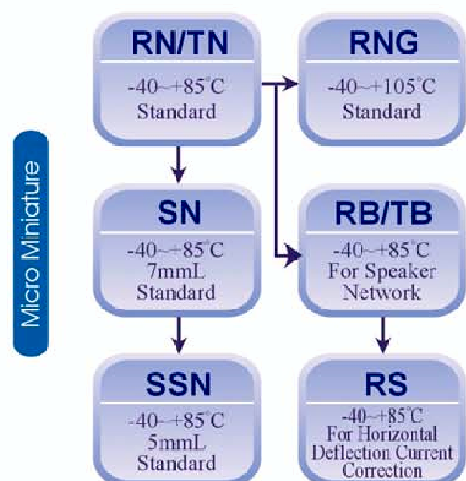 Micro Miniature
RN/TN
-40~+85°C
Standard
RNG
-40~+105°C
Standard
SN
-40~+85°C
7mmL
Standard
RB/TB
-40~+85°C
For Speaker
Network
SSN
-40~+85°C
5mmL
Standard
RS
-40~+85°C
For Horizontal
Deflection Current
Correction